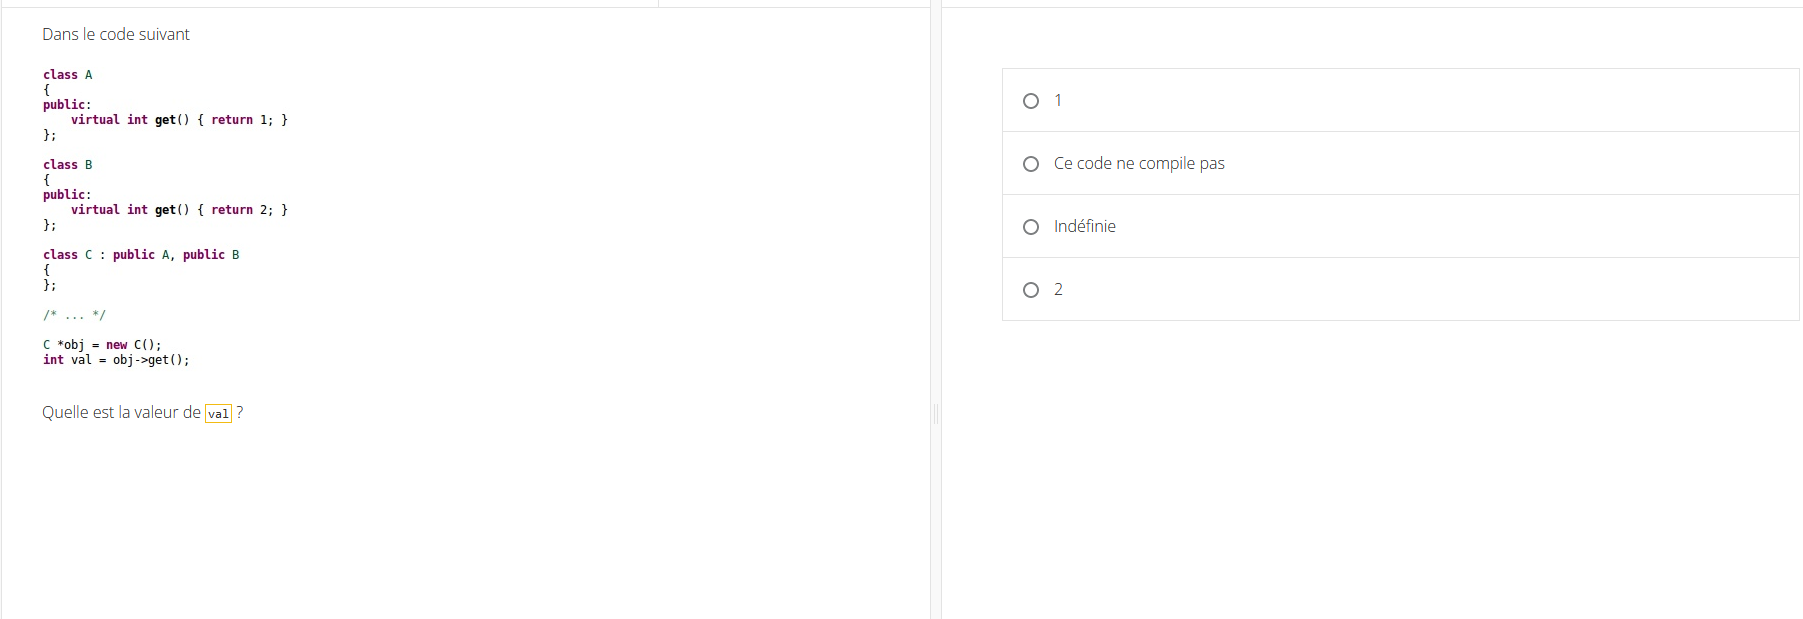 Dans le code suivant
class A
{
public:
    virtual int get() { return 1; }
};
class B
{
public:
    virtual int get() { return 2; }
};
class C : public A, public B
{
};
/* ... */
C *obj = new C();
int val = obj->get();
Quelle est la valeur de val ?
1
Ce code ne compile pas
Indéfinie
2